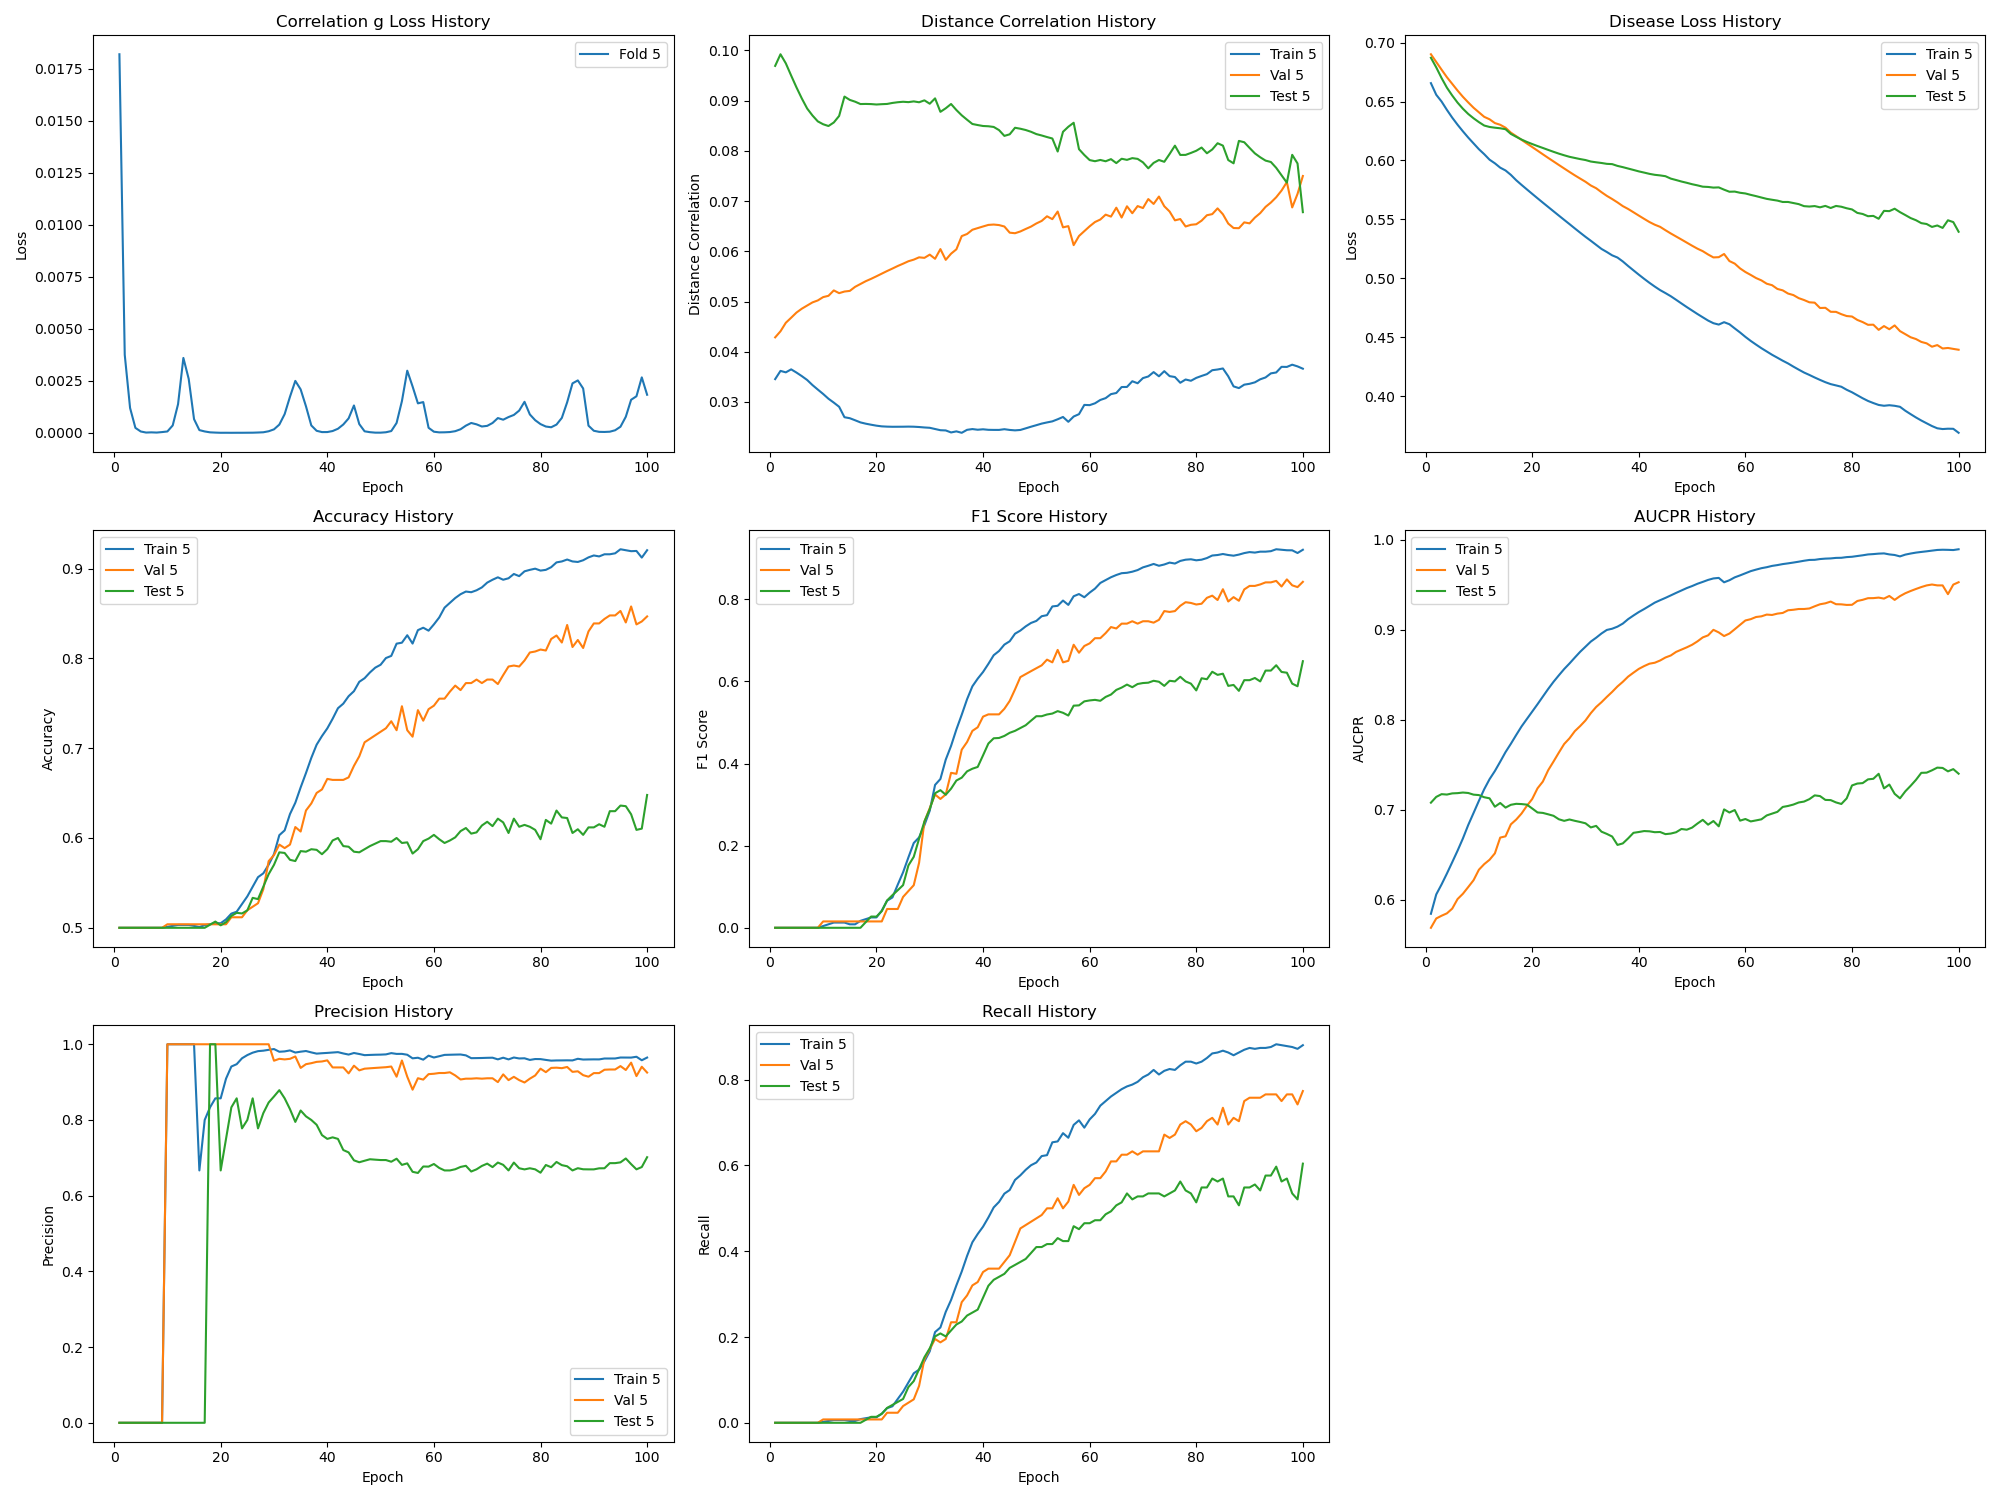 Correlation g Loss History
Loss
0.0175
0.0150
0.0125
0.0100
0.0075
0.0050
0.0025
0.0000
0 20 40 60 80 100
Epoch
Fold 5
Distance Correlation History
Distance Correlation
0.10
0.09
0.08
0.07
0.06
0.05
0.04
0.03
0 20 40 60 80 100
Epoch
Train 5
Val 5
Test 5
Disease Loss History
Loss
0.70
0.65
0.60
0.55
0.50
0.45
0.40
0 20 40 60 80 100
Epoch
Train 5
Val 5
Test 5
Accuracy History
Accuracy
0.9
0.8
0.7
0.6
0.5
0 20 40 60 80 100
Epoch
Train 5
Val 5
Test 5
F1 Score History
F1 Score
0.8
0.6
0.4
0.2
0.0
0 20 40 60 80 100
Epoch
Train 5
Val 5
Test 5
AUCPR History
AUCPR
1.0
0.9
0.8
0.7
0.6
0 20 40 60 80 100
Epoch
Train 5
Val 5
Test 5
Precision History
Precision
1.0
0.8
0.6
0.4
0.2
0.0
0 20 40 60 80 100
Epoch
Train 5
Val 5
Test 5
Recall History
Recall
0.8
0.6
0.4
0.2
0.0
0 20 40 60 80 100
Epoch
Train 5
Val 5
Test 5